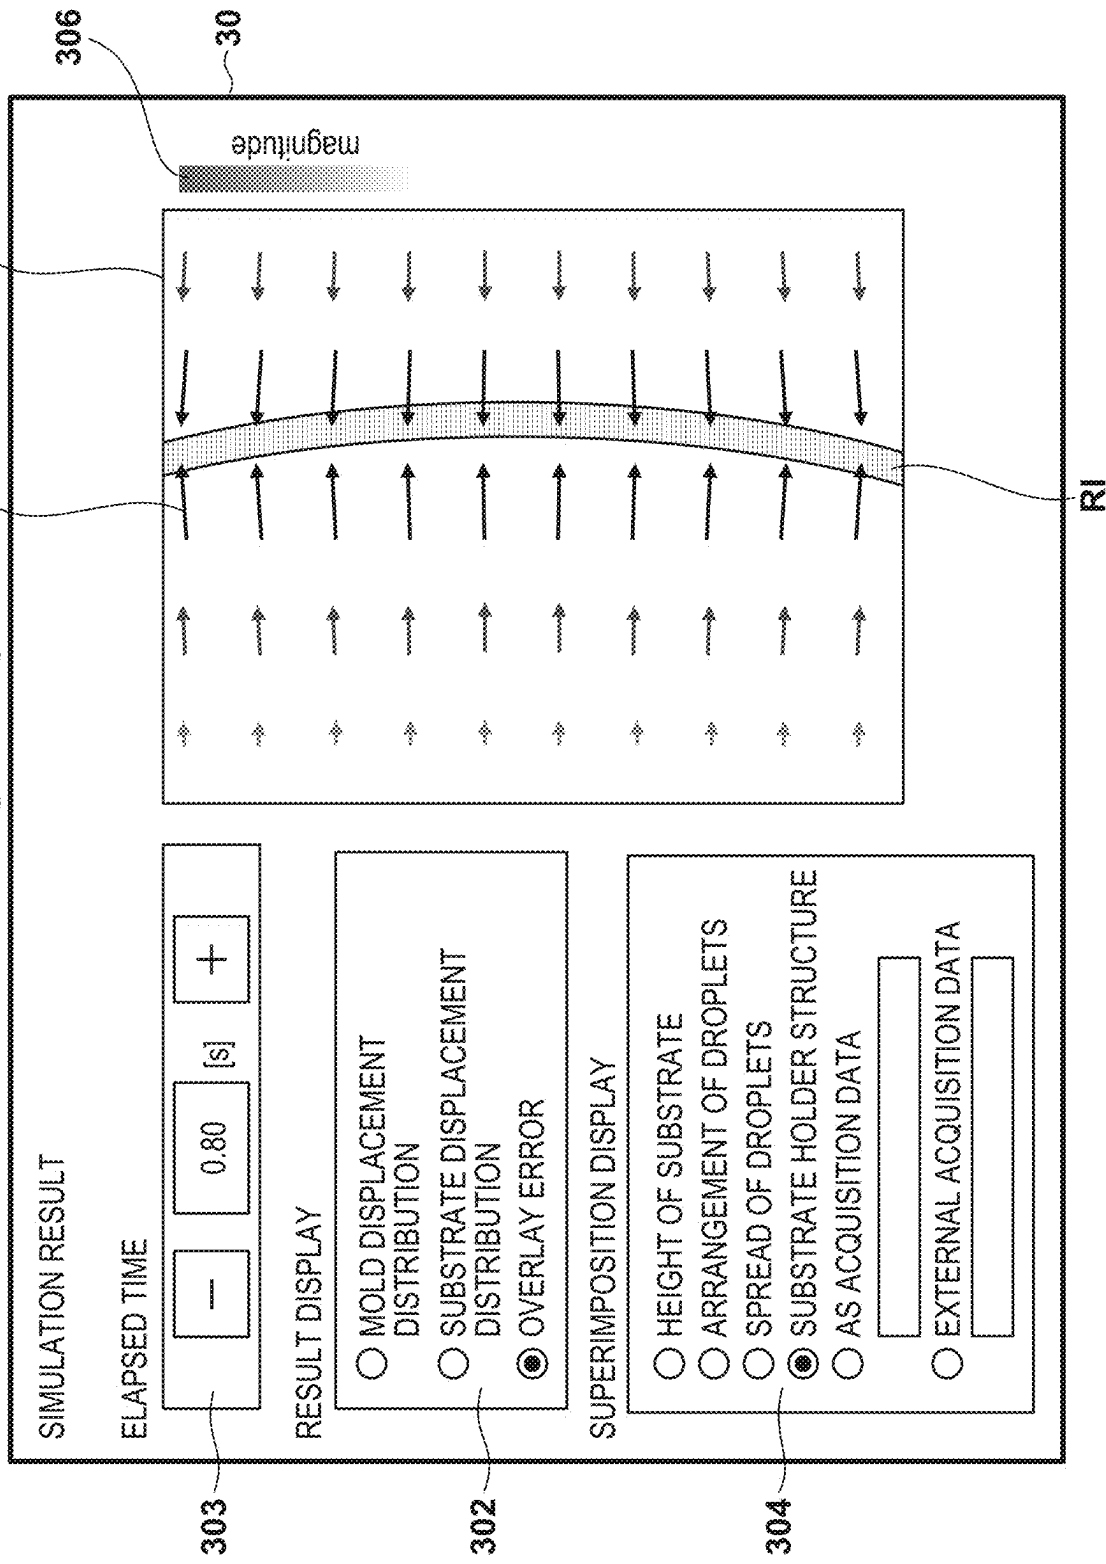 306
30
SIMULATION RESULT
ELAPSED TIME
303
−
0.80
[s]
+
magnitude
RESULT DISPLAY
302
MOLD DISPLACEMENT
DISTRIBUTION
SUBSTRATE DISPLACEMENT
DISTRIBUTION
OVERLAY ERROR
SUPERIMPOSITION DISPLAY
304
HEIGHT OF SUBSTRATE
ARRANGEMENT OF DROPLETS
SPREAD OF DROPLETS
SUBSTRATE HOLDER STRUCTURE
AS ACQUISITION DATA
EXTERNAL ACQUISITION DATA
RI